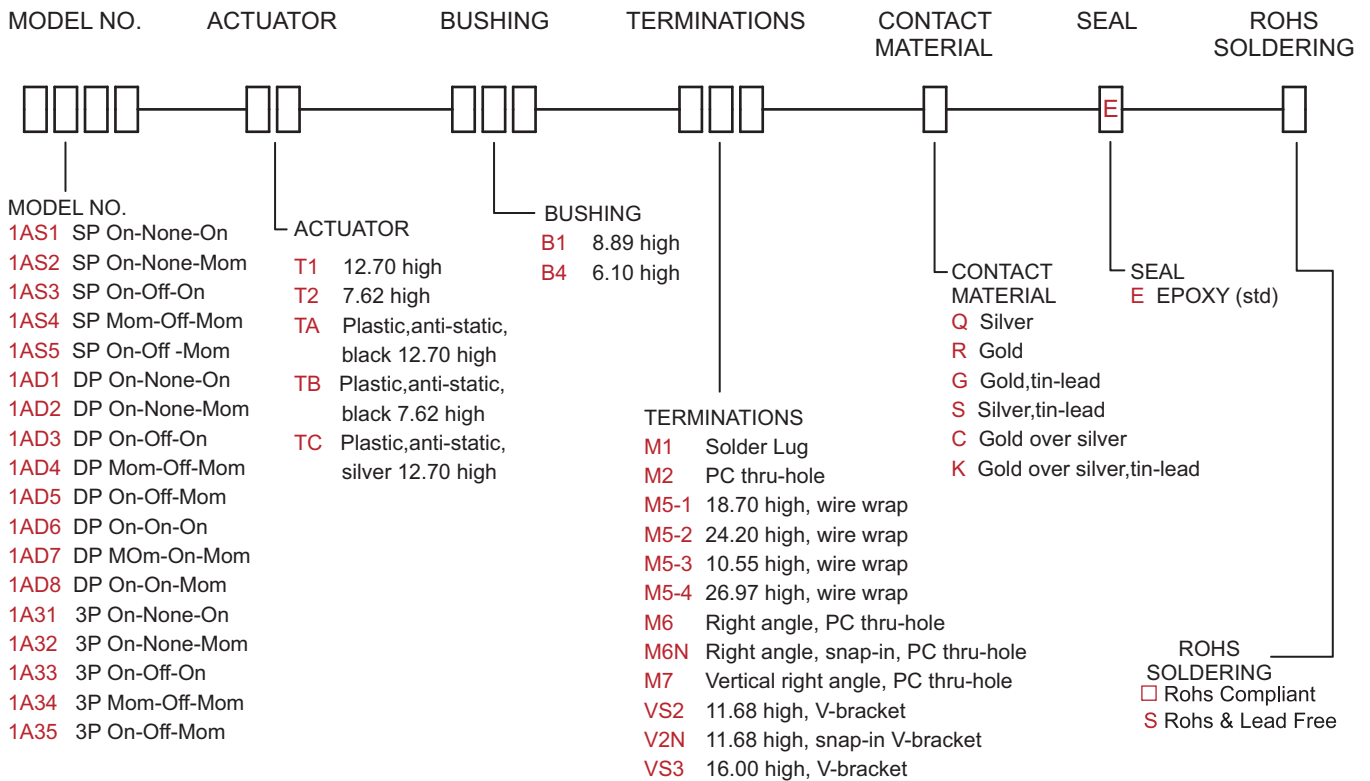 MODEL NO.
ACTUATOR
BUSHING
TERMINATIONS
CONTACT
MATERIAL
SEAL
ROHS
SOLDERING
E
MODEL NO.
1AS1 SP On-None-On
1AS2 SP On-None-Mom
1AS3 SP On-Off-On
1AS4 SP Mom-Off-Mom
1AS5 SP On-Off -Mom
1AD1 DP On-None-On
1AD2 DP On-None-Mom
1AD3 DP On-Off-On
1AD4 DP Mom-Off-Mom
1AD5 DP On-Off-Mom
1AD6 DP On-On-On
1AD7 DP MOm-On-Mom
1AD8 DP On-On-Mom
1A31 3P On-None-On
1A32 3P On-None-Mom
1A33 3P On-Off-On
1A34 3P Mom-Off-Mom
1A35 3P On-Off-Mom
ACTUATOR
T1 12.70 high
T2 7.62 high
TA Plastic,anti-static,
black 12.70 high
TB Plastic,anti-static,
black 7.62 high
TC Plastic,anti-static,
silver 12.70 high
BUSHING
B1 8.89 high
B4 6.10 high
TERMINATIONS
M1 Solder Lug
M2 PC thru-hole
M5-1 18.70 high, wire wrap
M5-2 24.20 high, wire wrap
M5-3 10.55 high, wire wrap
M5-4 26.97 high, wire wrap
M6 Right angle, PC thru-hole
M6N Right angle, snap-in, PC thru-hole
M7 Vertical right angle, PC thru-hole
VS2 11.68 high, V-bracket
V2N 11.68 high, snap-in V-bracket
VS3 16.00 high, V-bracket
CONTACT
MATERIAL
Q Silver
R Gold
G Gold,tin-lead
S Silver,tin-lead
C Gold over silver
K Gold over silver,tin-lead
SEAL
E EPOXY (std)
ROHS
SOLDERING
□ Rohs Compliant
S Rohs & Lead Free